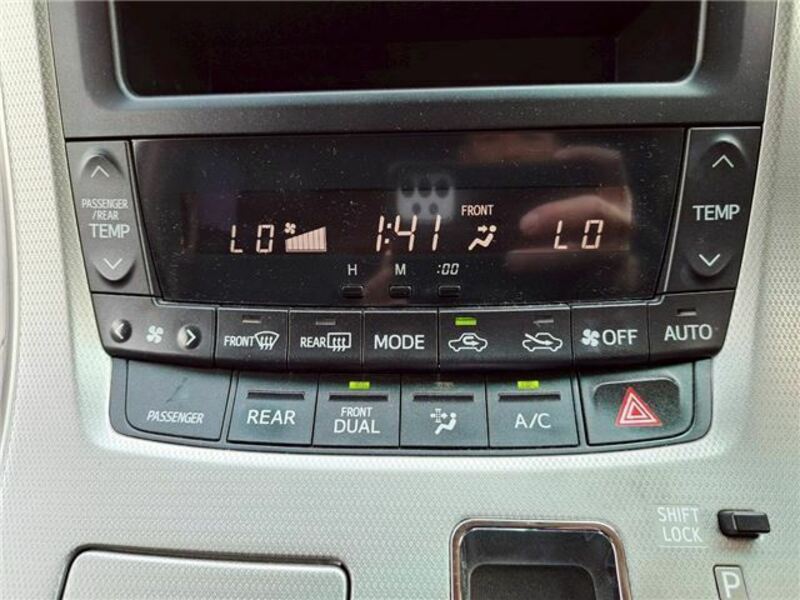 PASSENGER
/REAR
TEMP
LO
1:41
FRONT
LO
TEMP
H M :00
FRONT
REAR
MODE
OFF
AUTO
PASSENGER
REAR
FRONT
DUAL
A/C
SHIFT
LOCK
P